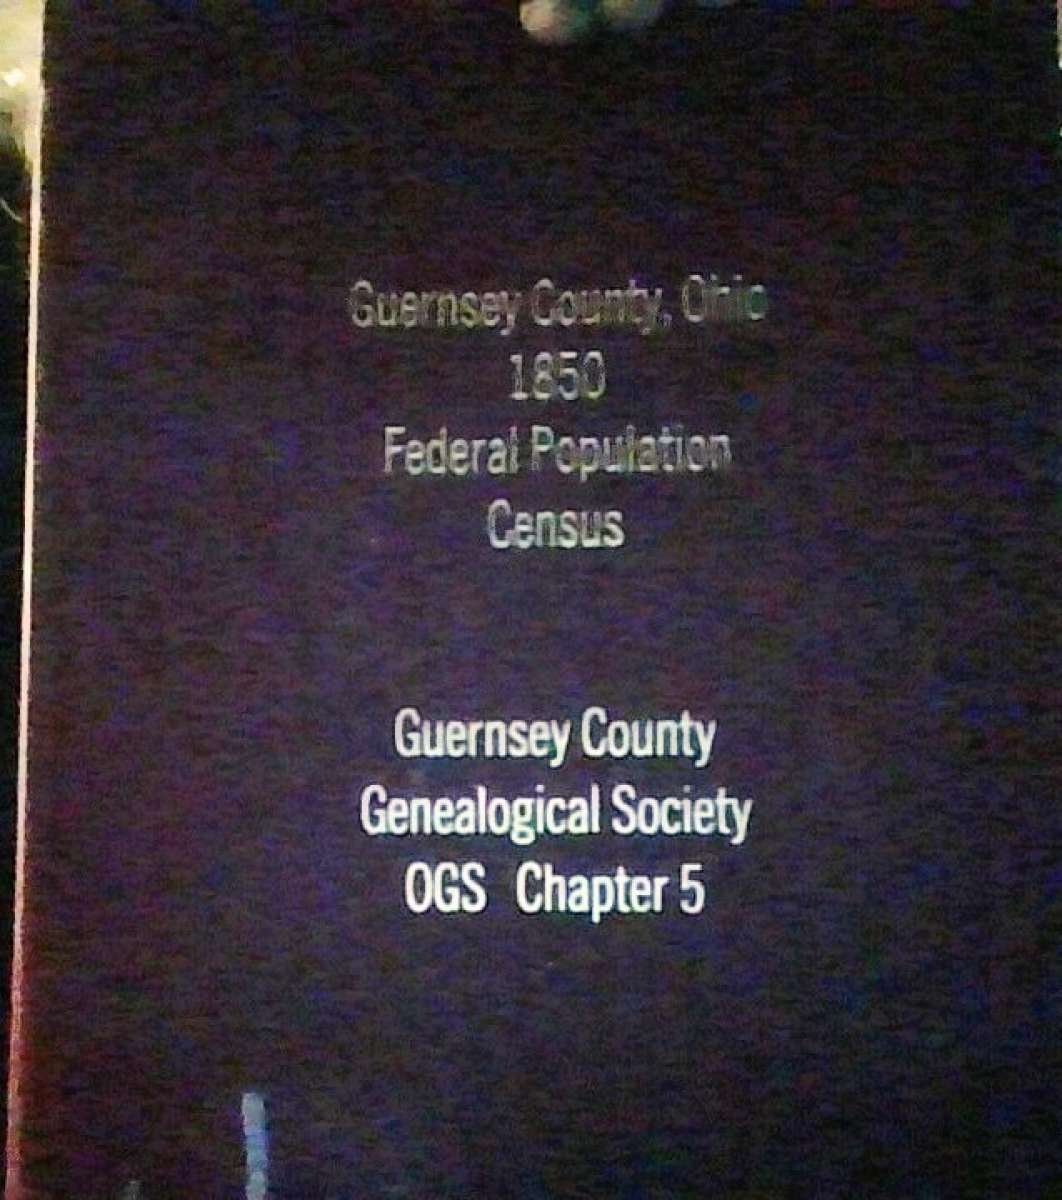 Guernsey County, Ohio
1850
Federal Population
Census
Guernsey County
Genealogical Society
OGS Chapter 5